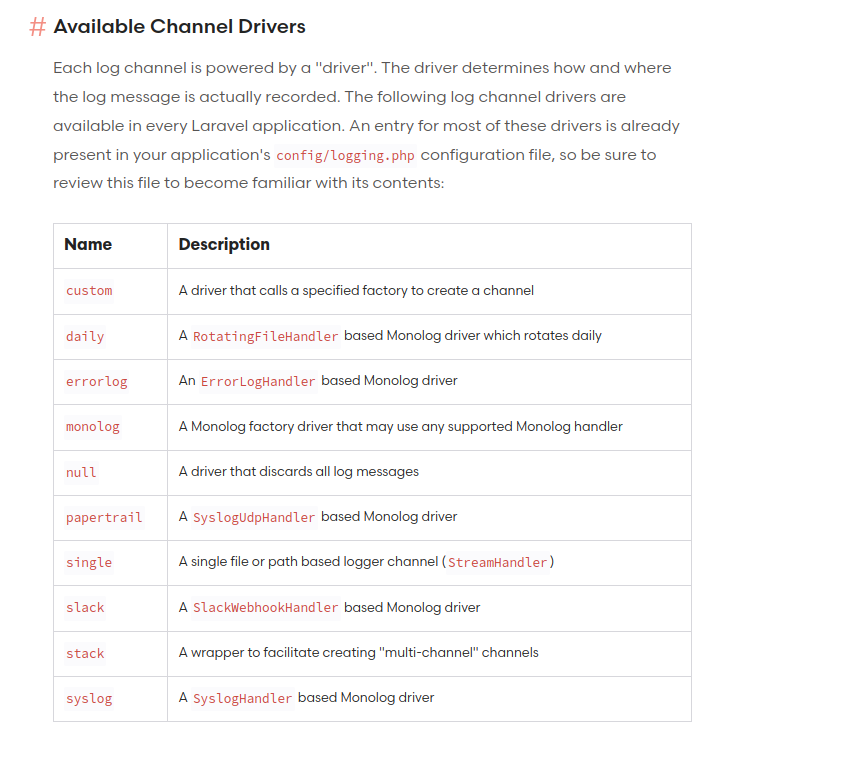 # Available Channel Drivers
Each log channel is powered by a "driver". The driver determines how and where
the log message is actually recorded. The following log channel drivers are
available in every Laravel application. An entry for most of these drivers is already
present in your application's config/logging.php configuration file, so be sure to
review this file to become familiar with its contents:
Name Description
custom A driver that calls a specified factory to create a channel
daily A RotatingFileHandler based Monolog driver which rotates daily
errorlog An ErrorLogHandler based Monolog driver
monolog A Monolog factory driver that may use any supported Monolog handler
null A driver that discards all log messages
papertrail A SyslogUdpHandler based Monolog driver
single A single file or path based logger channel (StreamHandler)
slack A SlackWebhookHandler based Monolog driver
stack A wrapper to facilitate creating "multi-channel" channels
syslog A SyslogHandler based Monolog driver